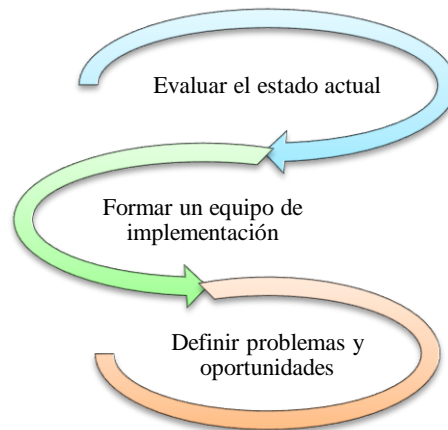 Evaluar el estado actual
Formar un equipo de
implementación
Definir problemas y
oportunidades